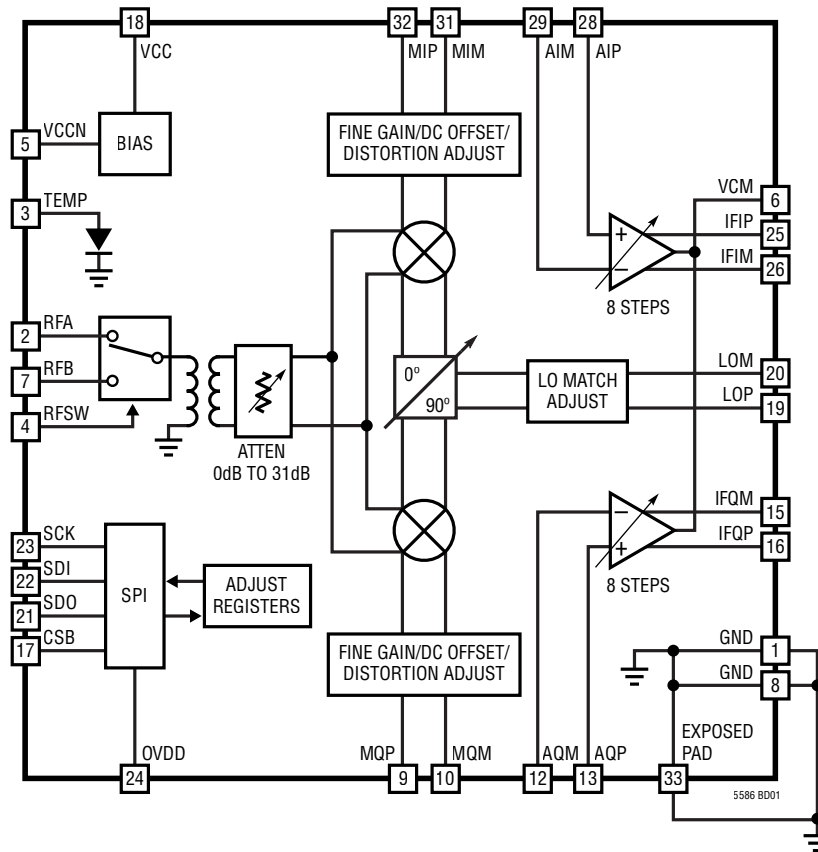 18
VCC
32
MIP
31
MIM
29
AIM
28
AIP
5
VCCN
BIAS
FINE GAIN/DC OFFSET/
DISTORTION ADJUST
3
TEMP
VCM
6
IFIP
25
IFIM
26
+
−
8 STEPS
2
RFA
7
RFB
4
RFSW
ATTEN
0dB TO 31dB
0º
90º
LO MATCH
ADJUST
LOM
20
LOP
19
IFQM
15
IFQP
16
−
+
8 STEPS
23
SCK
22
SDI
21
SDO
17
CSB
SPI
ADJUST
REGISTERS
FINE GAIN/DC OFFSET/
DISTORTION ADJUST
GND
1
GND
8
EXPOSED
PAD
OVDD
24
MQP
9
MQM
10
AQM
12
AQP
13
33
5586 BD01